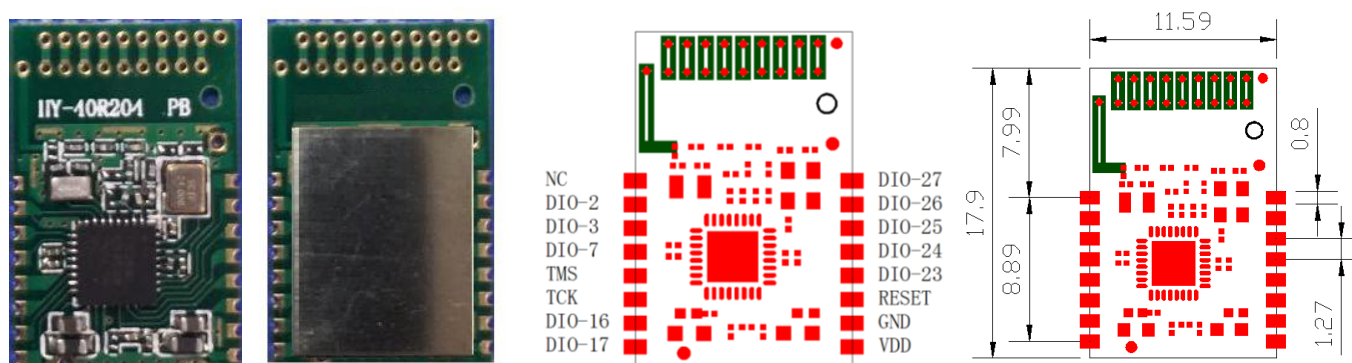 HY-40R204 PB
NC
DIO-2
DIO-3
DIO-7
TMS
TCK
DIO-16
DIO-17
DIO-27
DIO-26
DIO-25
DIO-24
DIO-23
RESET
GND
VDD
11.59
7.99
17.9
8.89
0.8
1.27